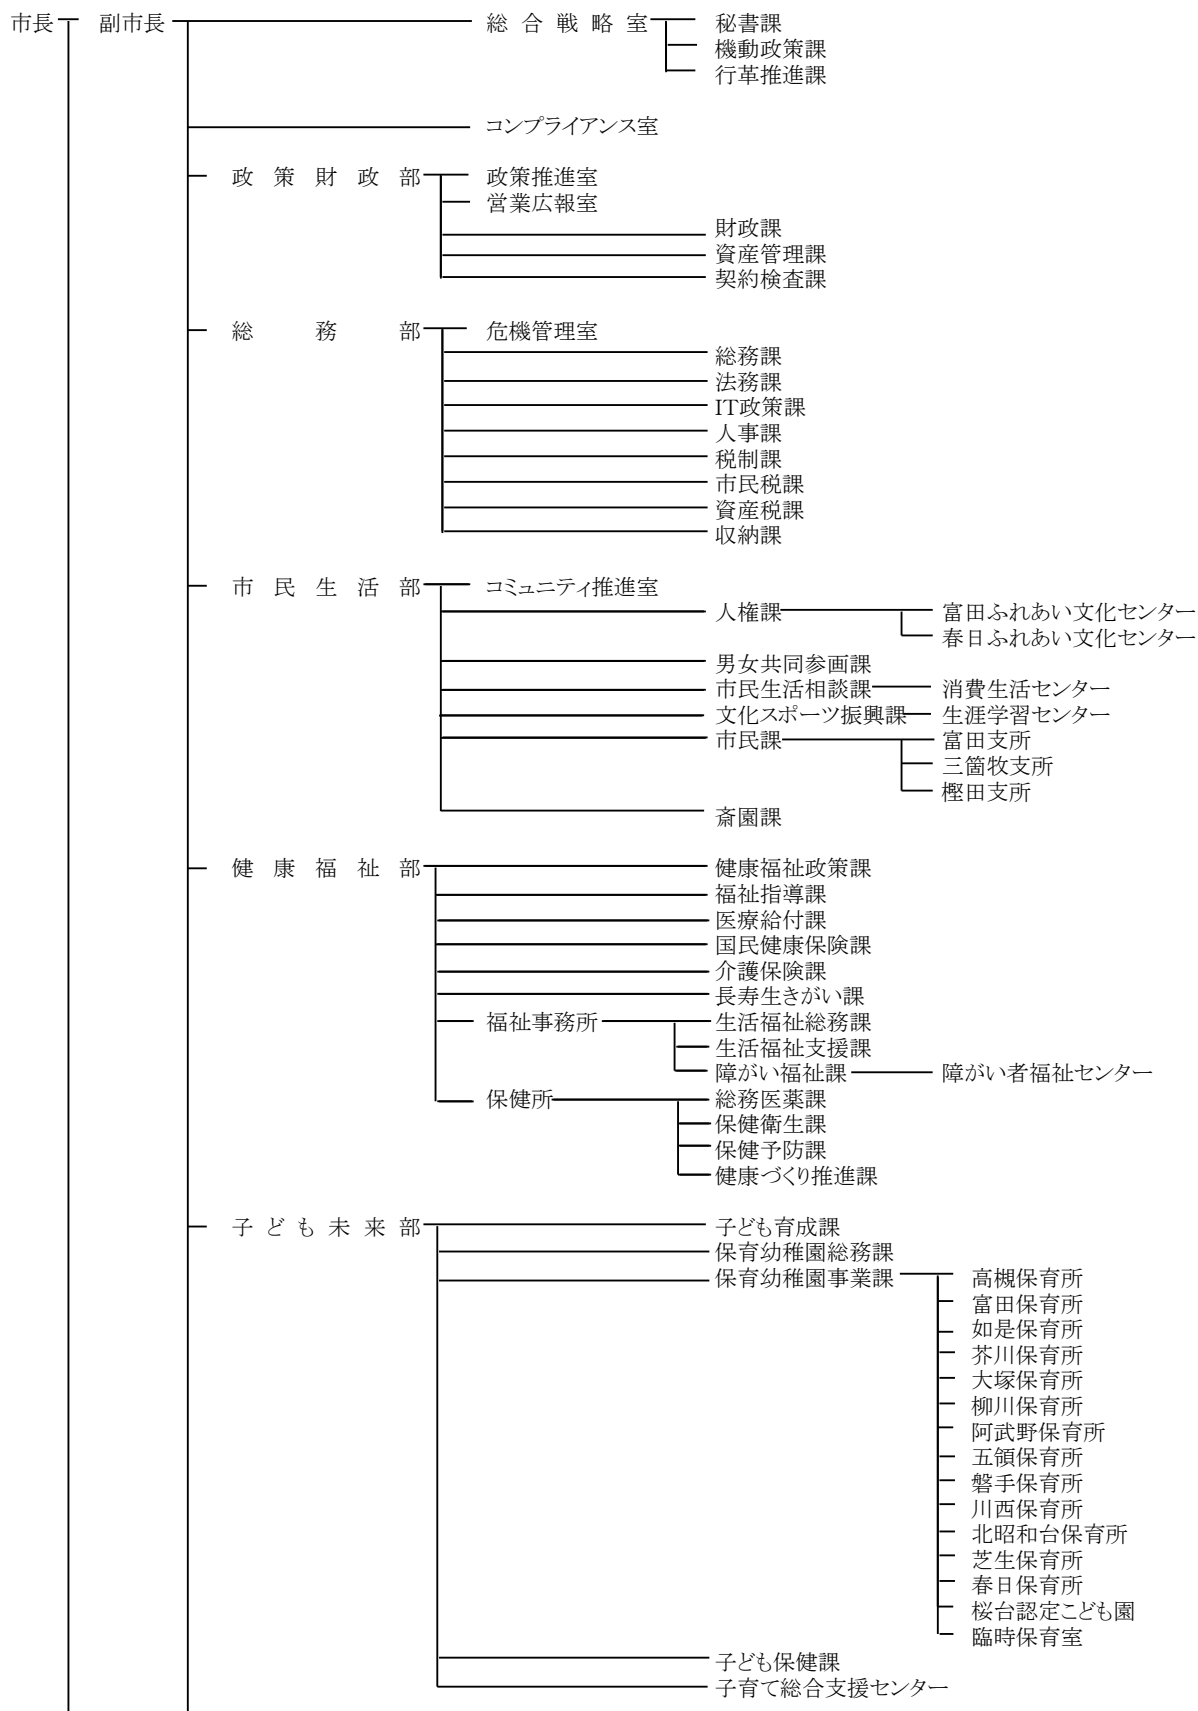 市長 副市長 総合戦略室 秘書課
機動政策課
行革推進課
コンプライアンス室
政策財政部 政策推進室
営業広報室
財政課
資産管理課
契約検査課
総務部 危機管理室
総務課
法務課
IT政策課
人事課
税制課
市民税課
資産税課
収納課
市民生活部 コミュニティ推進室
人権課 富田ふれあい文化センター
春日ふれあい文化センター
男女共同参画課
市民生活相談課 消費生活センター
文化スポーツ振興課 生涯学習センター
市民課 富田支所
三箇牧支所
樫田支所
斎園課
健康福祉部 健康福祉政策課
福祉指導課
医療給付課
国民健康保険課
介護保険課
長寿生きがい課
福祉事務所 生活福祉総務課
生活福祉支援課
障がい福祉課 障がい者福祉センター
保健所 総務医薬課
保健衛生課
保健予防課
健康づくり推進課
子ども未来部 子ども育成課
保育幼稚園総務課
保育幼稚園事業課 高槻保育所
富田保育所
如是保育所
芥川保育所
大塚保育所
柳川保育所
阿武野保育所
五領保育所
磐手保育所
川西保育所
北昭和台保育所
芝生保育所
春日保育所
桜台認定こども園
臨時保育室
子ども保健課
子育て総合支援センター